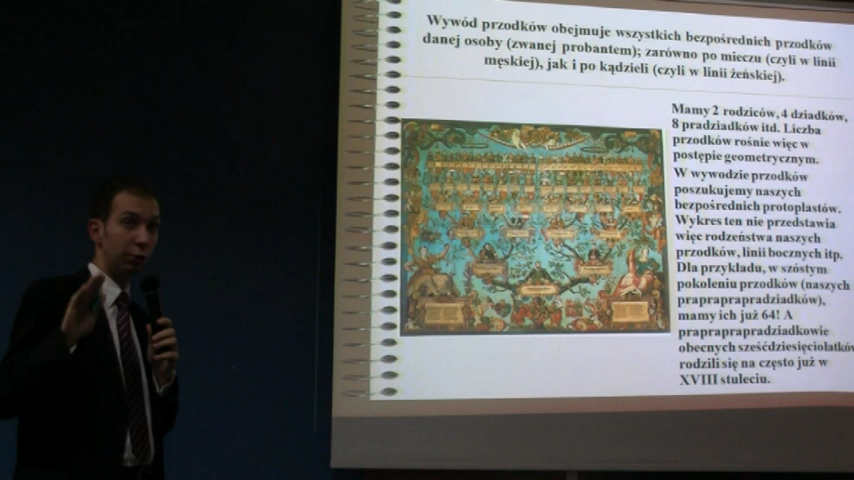 Wywód przodków obejmuje wszystkich bezpośrednich przodków
danej osoby (zwanej probantem); zarówno po mieczu (czyli w linii
męskiej), jak i po kądzieli (czyli w linii żeńskiej).
Mamy 2 rodziców, 4 dziadków,
8 pradziadków itd. Liczba
przodków rośnie więc w
postępie geometrycznym.
W wywodzie przodków
poszukujemy naszych
bezpośrednich protoplastów.
Wykres ten nie przedstawia
więc rodzeństwa naszych
przodków, linii bocznych itp.
Dla przykładu, w szóstym
pokoleniu przodków (naszych
praprapradziadków),
mamy ich już 64! A
praprapradziadkowie
obecnych sześćdziesięciolatków
rodzili się na często już w
XVIII stuleciu.